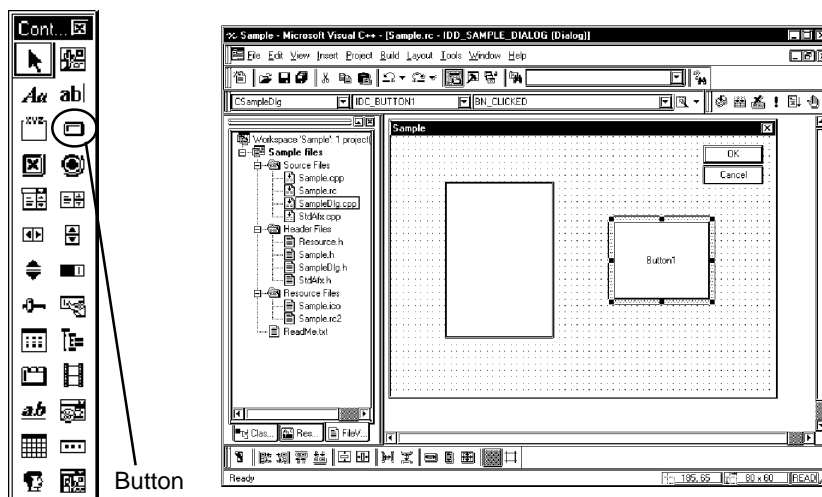 Cont...
Aa ab|
XYZ
ab
Button
Sample - Microsoft Visual C++ - [Sample.rc - IDD_SAMPLE_DIALOG (Dialog)]
File Edit View Insert Project Build Layout Tools Window Help
CSampleDlg IDC_BUTTON1 BN_CLICKED
Workspace 'Sample': 1 project(
Sample files
Source Files
Sample.cpp
Sample.rc
SampleDlg.cpp
StdAfx.cpp
Header Files
Resource.h
Sample.h
SampleDlg.h
StdAfx.h
Resource Files
Sample.ico
Sample.rc2
ReadMe.txt
Clas... Res... FileV...
Sample
OK
Cancel
Button1
Ready 185, 65 80 x 60 READ